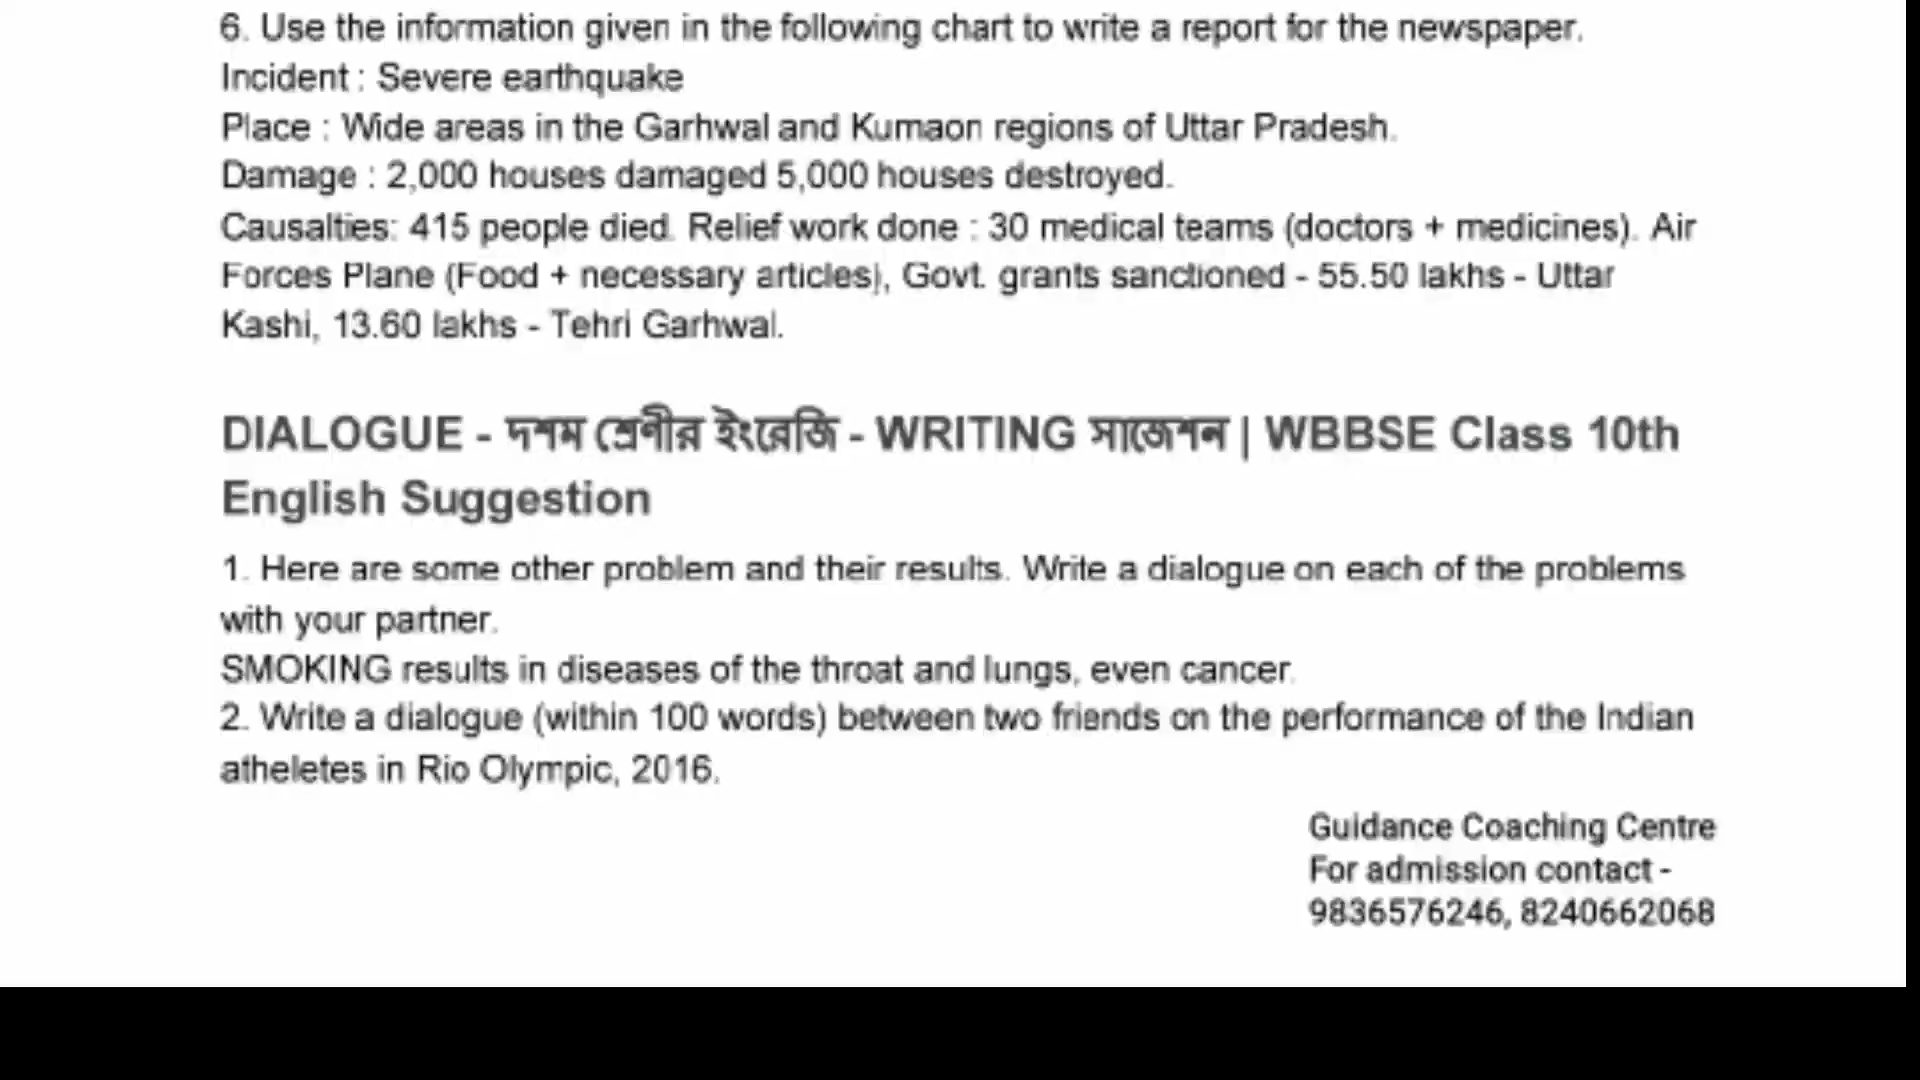 6. Use the information given in the following chart to write a report for the newspaper.
Incident : Severe earthquake
Place : Wide areas in the Garhwal and Kumaon regions of Uttar Pradesh.
Damage : 2,000 houses damaged 5,000 houses destroyed.
Causalties: 415 people died. Relief work done : 30 medical teams (doctors + medicines). Air
Forces Plane (Food + necessary articles), Govt. grants sanctioned - 55.50 lakhs - Uttar
Kashi, 13.60 lakhs - Tehri Garhwal.
DIALOGUE - দশম শ্রেণীর ইংরেজি - WRITING সাজেশন | WBBSE Class 10th
English Suggestion
1. Here are some other problem and their results. Write a dialogue on each of the problems
with your partner.
SMOKING results in diseases of the throat and lungs, even cancer.
2. Write a dialogue (within 100 words) between two friends on the performance of the Indian
atheletes in Rio Olympic, 2016.
Guidance Coaching Centre
For admission contact -
9836576246, 8240662068